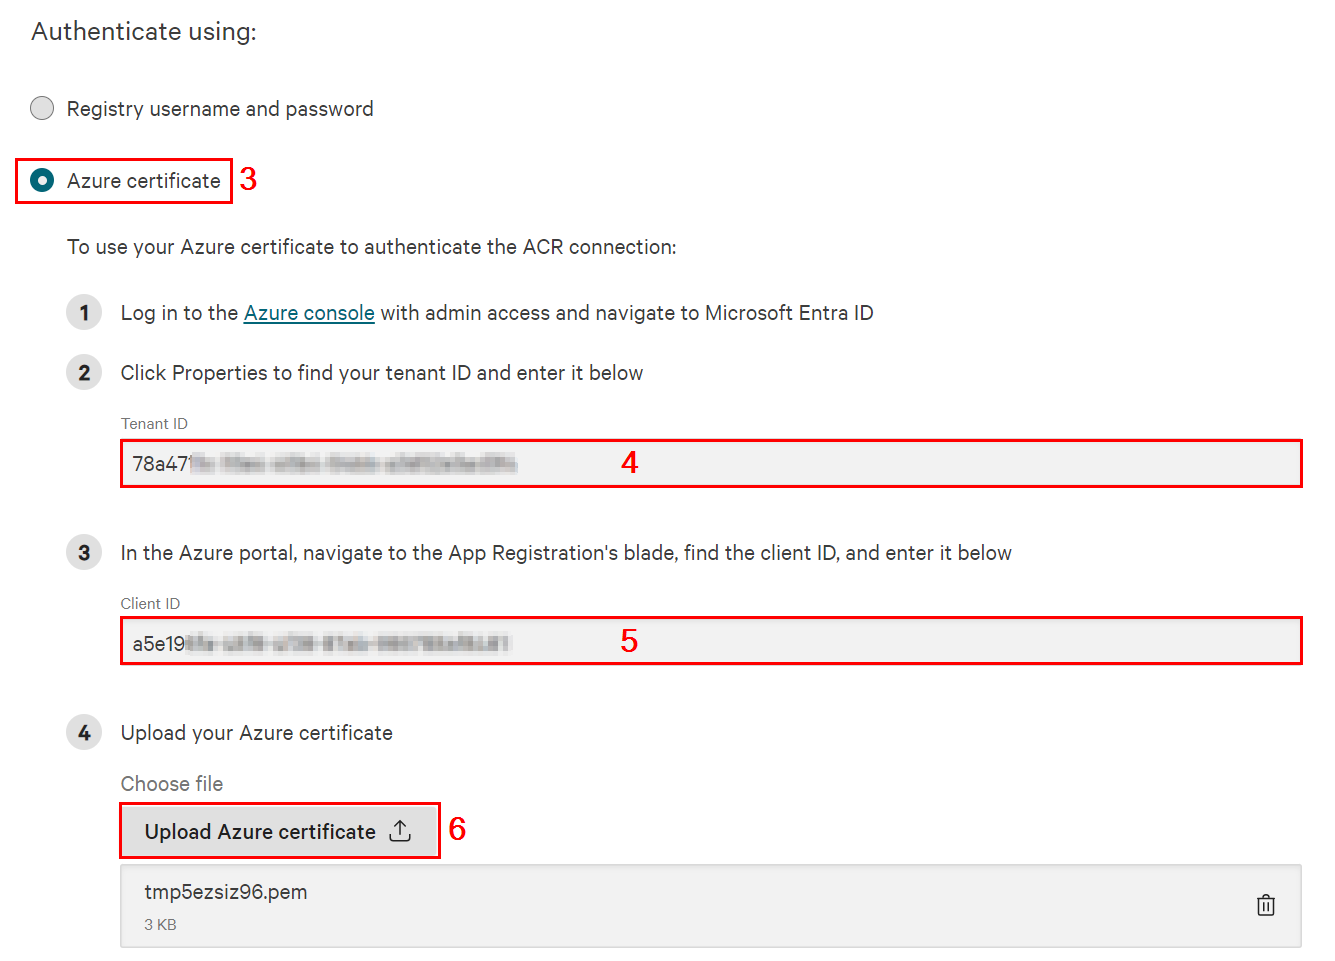 Authenticate using:
Registry username and password
Azure certificate 3
To use your Azure certificate to authenticate the ACR connection:
1 Log in to the Azure console with admin access and navigate to Microsoft Entra ID
2 Click Properties to find your tenant ID and enter it below
Tenant ID
78a47 4
3 In the Azure portal, navigate to the App Registration's blade, find the client ID, and enter it below
Client ID
a5e19 5
4 Upload your Azure certificate
Choose file
Upload Azure certificate 6
tmp5ezsiz96.pem
3 KB